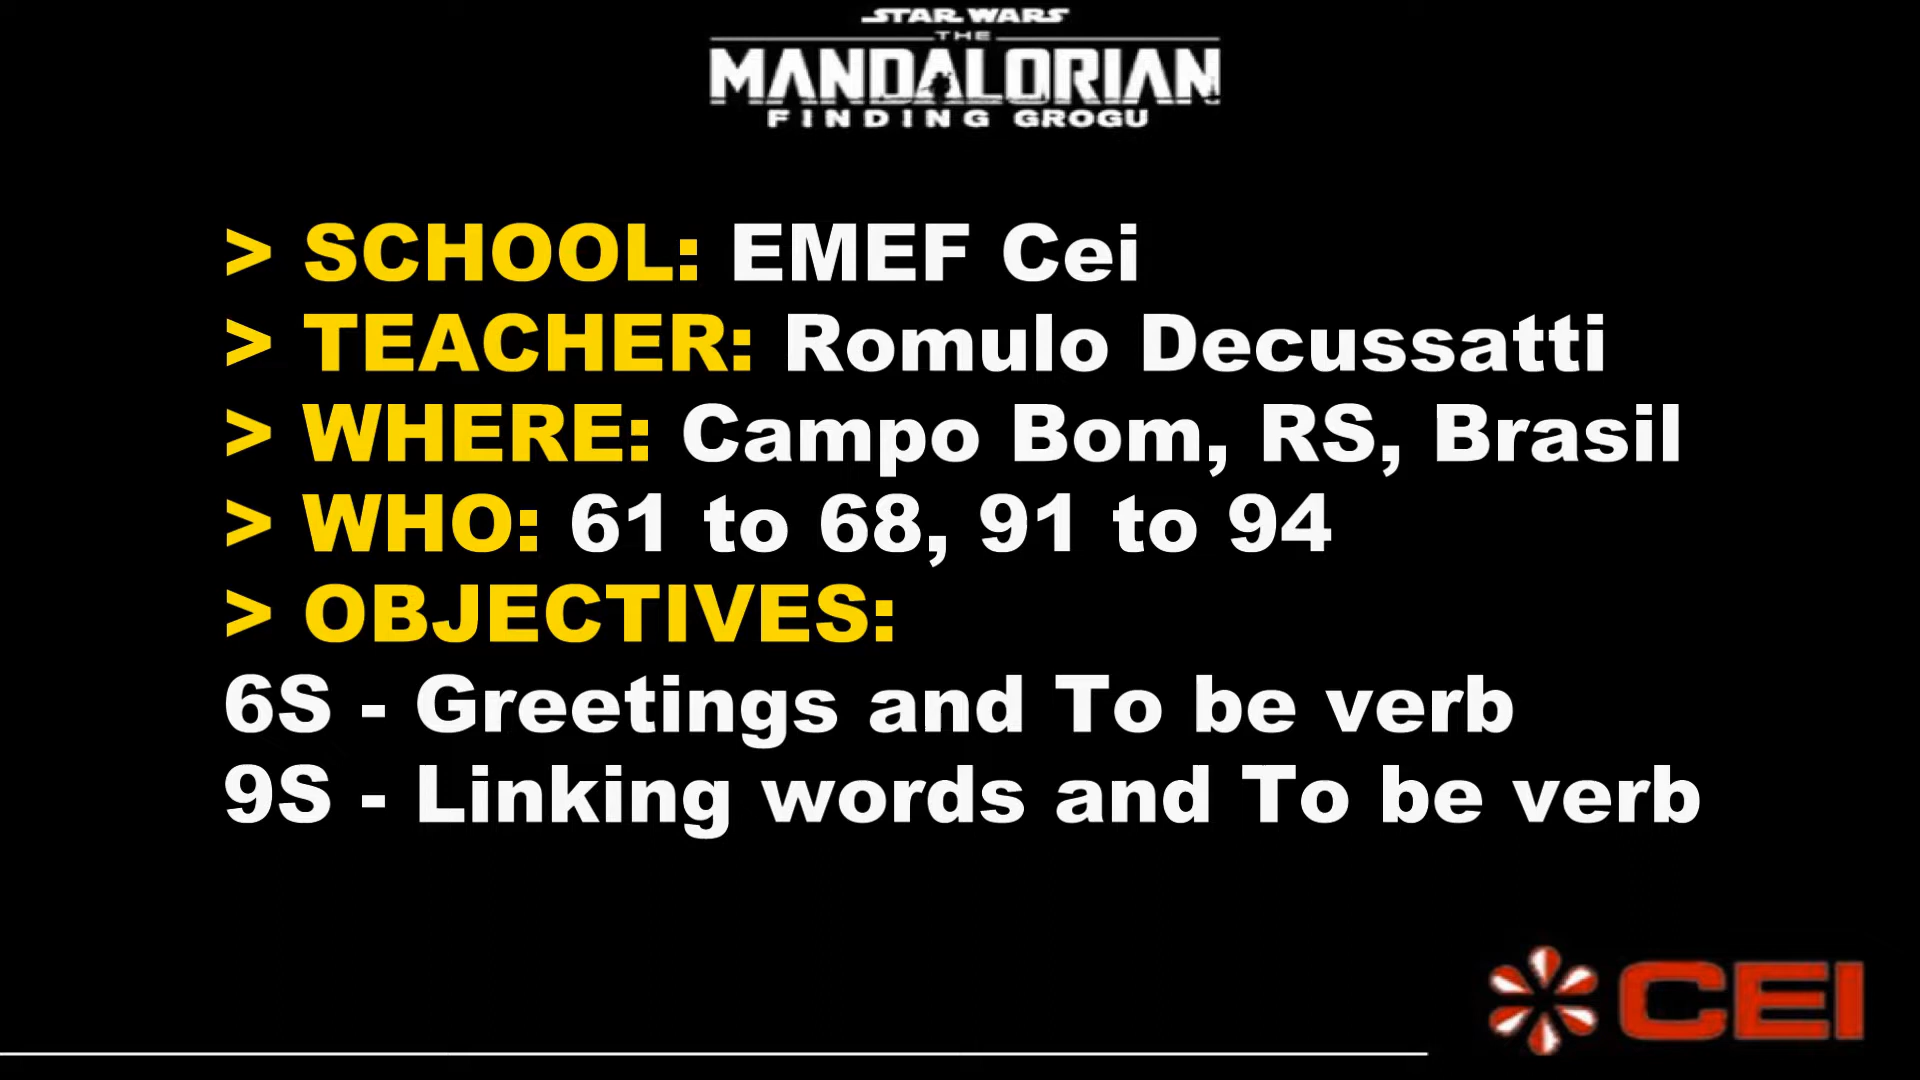 STAR WARS
THE
MANDALORIAN
FINDING GROGU
> SCHOOL: EMEF Cei
> TEACHER: Romulo Decussatti
> WHERE: Campo Bom, RS, Brasil
> WHO: 61 to 68, 91 to 94
> OBJECTIVES:
6S - Greetings and To be verb
9S - Linking words and To be verb
CEI